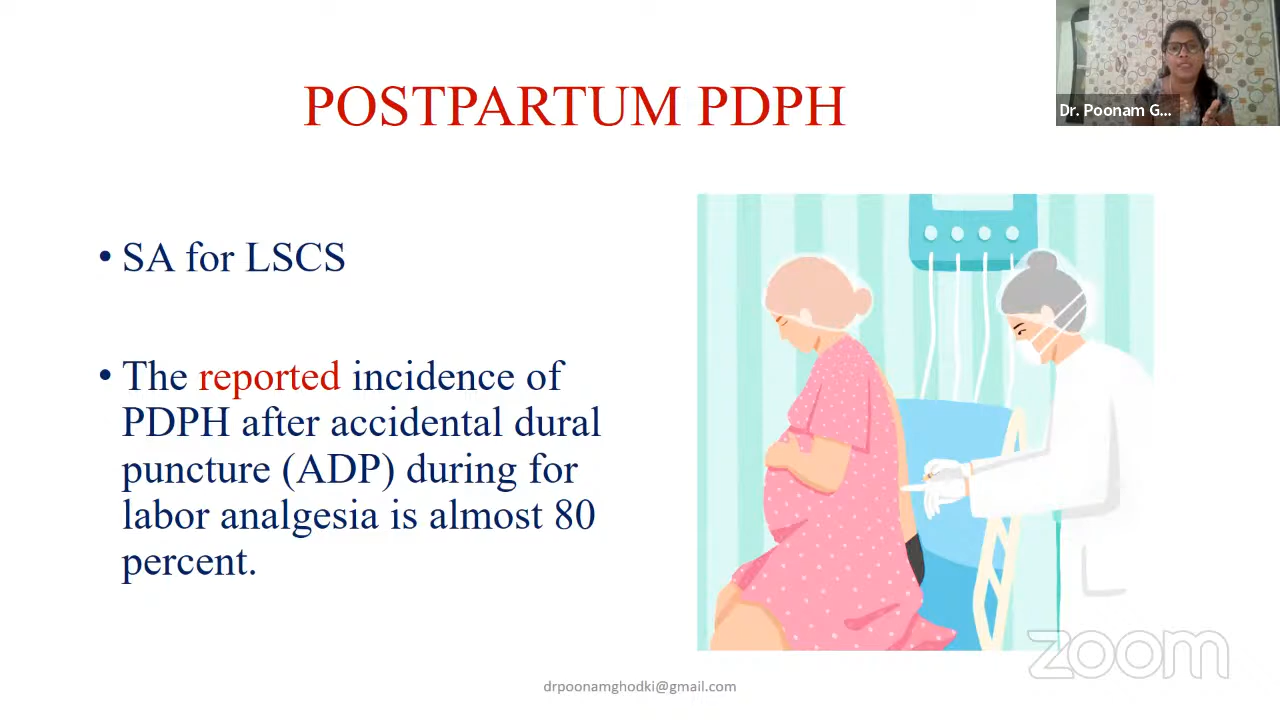 Dr. Poonam G...
POSTPARTUM PDPH
• SA for LSCS
• The reported incidence of
PDPH after accidental dural
puncture (ADP) during for
labor analgesia is almost 80
percent.
zoom
drpoonamghodki@gmail.com